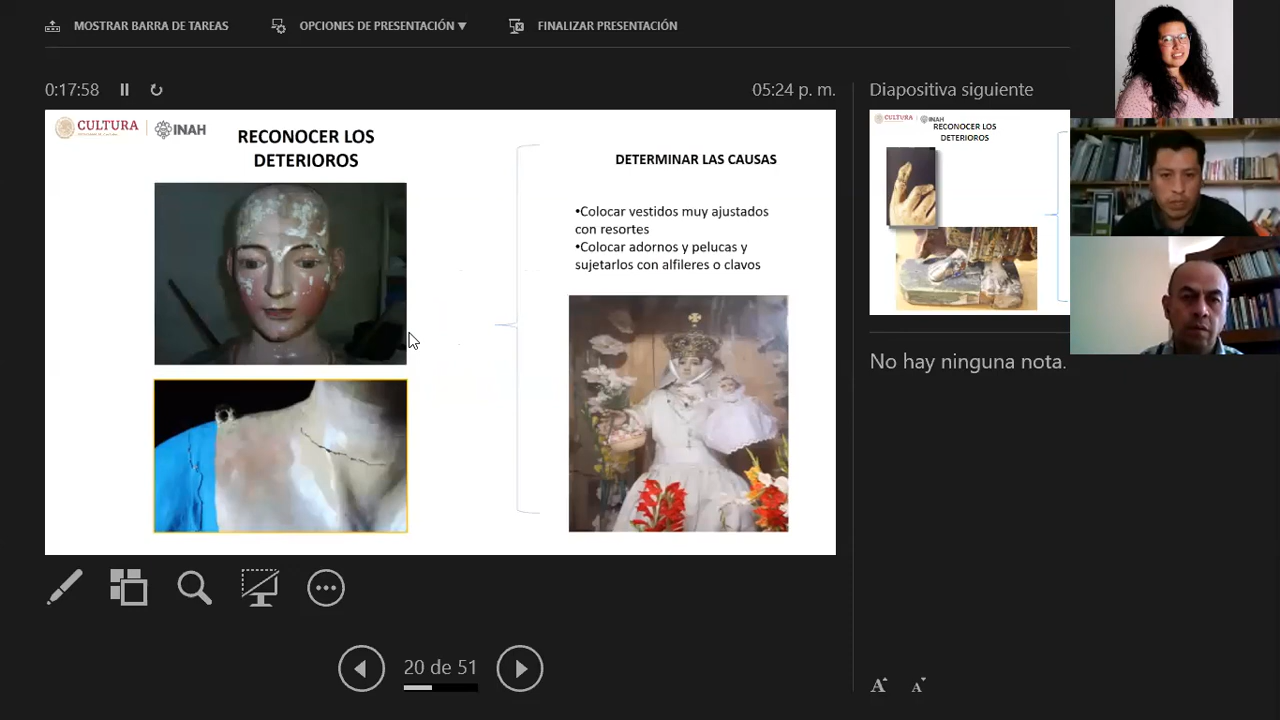 MOSTRAR BARRA DE TAREAS
OPCIONES DE PRESENTACIÓN ▼
FINALIZAR PRESENTACIÓN
0:17:58
05:24 p. m.
CULTURA
INAH
RECONOCER LOS
DETERIOROS
DETERMINAR LAS CAUSAS
•Colocar vestidos muy ajustados
con resortes
•Colocar adornos y pelucas y
sujetarlos con alfileres o clavos
Diapositiva siguiente
CULTURA
INAH
RECONOCER LOS
DETERIOROS
No hay ninguna nota.
20 de 51
A A